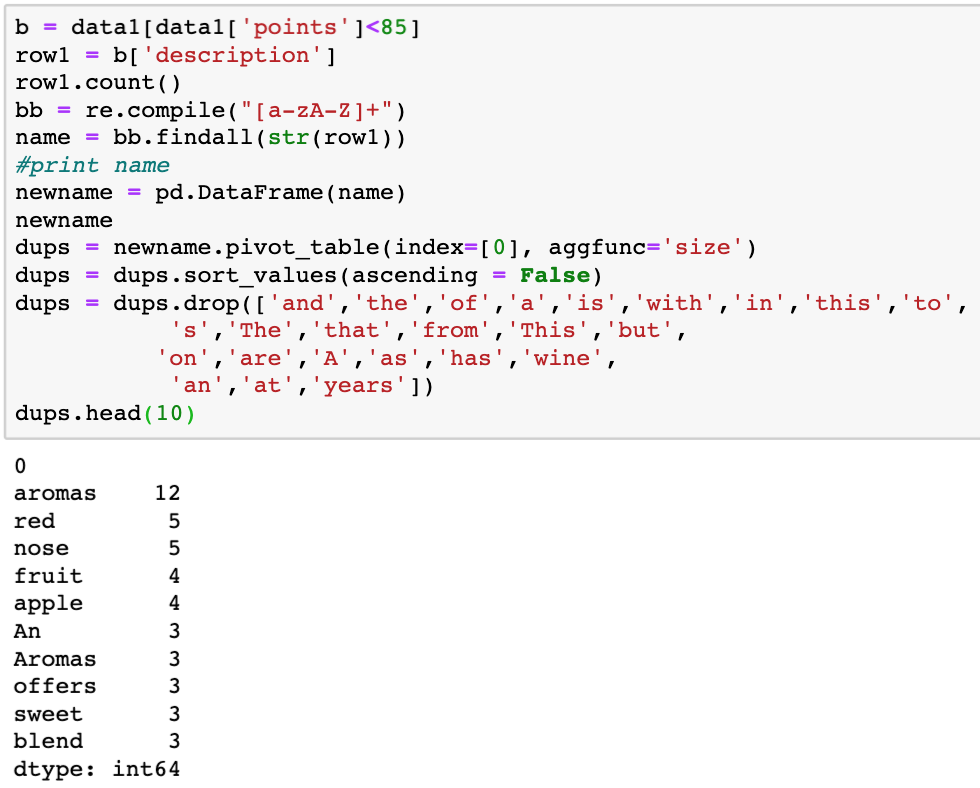 b = data1[data1['points']<85]
row1 = b['description']
row1.count()
bb = re.compile("[a-zA-Z]+")
name = bb.findall(str(row1))
#print name
newname = pd.DataFrame(name)
newname
dups = newname.pivot_table(index=[0], aggfunc='size')
dups = dups.sort_values(ascending = False)
dups = dups.drop(['and','the','of','a','is','with','in','this','to',
's','The','that','from','This','but',
'on','are','A','as','has','wine',
'an','at','years'])
dups.head(10)
0
aromas 12
red 5
nose 5
fruit 4
apple 4
An 3
Aromas 3
offers 3
sweet 3
blend 3
dtype: int64